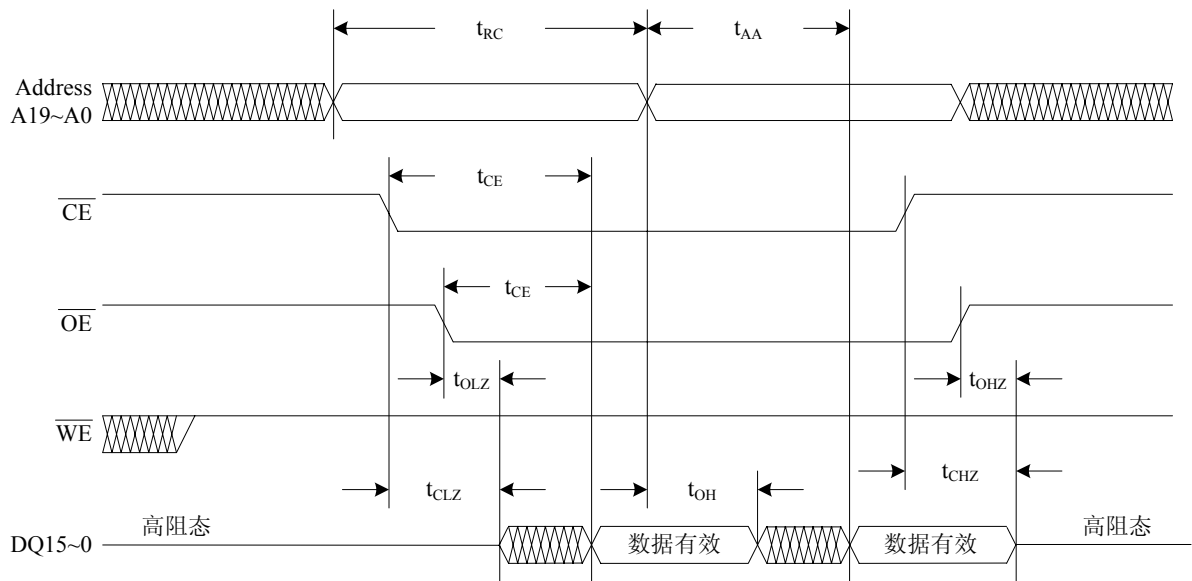 tRC
tAA
Address
A19~A0
tCE
CE
tCE
OE
tOLZ
tOHZ
WE
tCLZ
tOH
tCHZ
高阻态
DQ15~0
数据有效
数据有效
高阻态